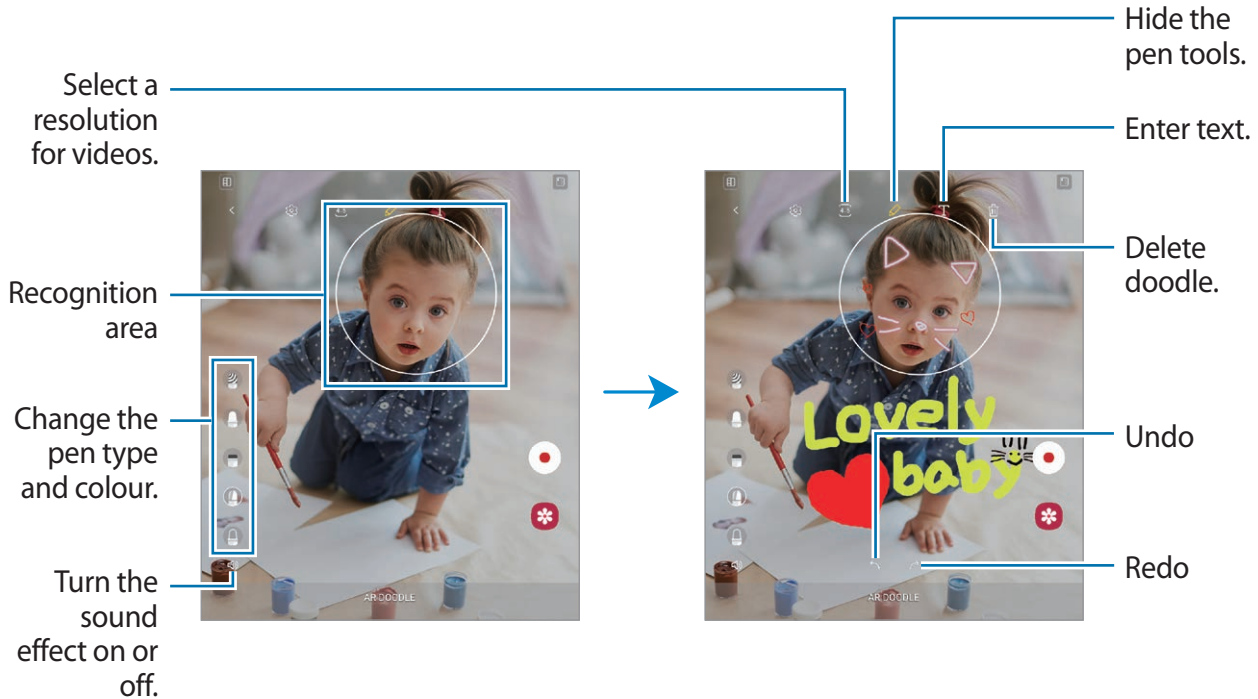 Hide the
pen tools.
Select a
resolution
for videos.
Enter text.
Delete
doodle.
Recognition
area
Change the
pen type
and colour.
Undo
Lovely
baby
Redo
Turn the
sound
effect on or
off.
AR DOODLE
AR DOODLE